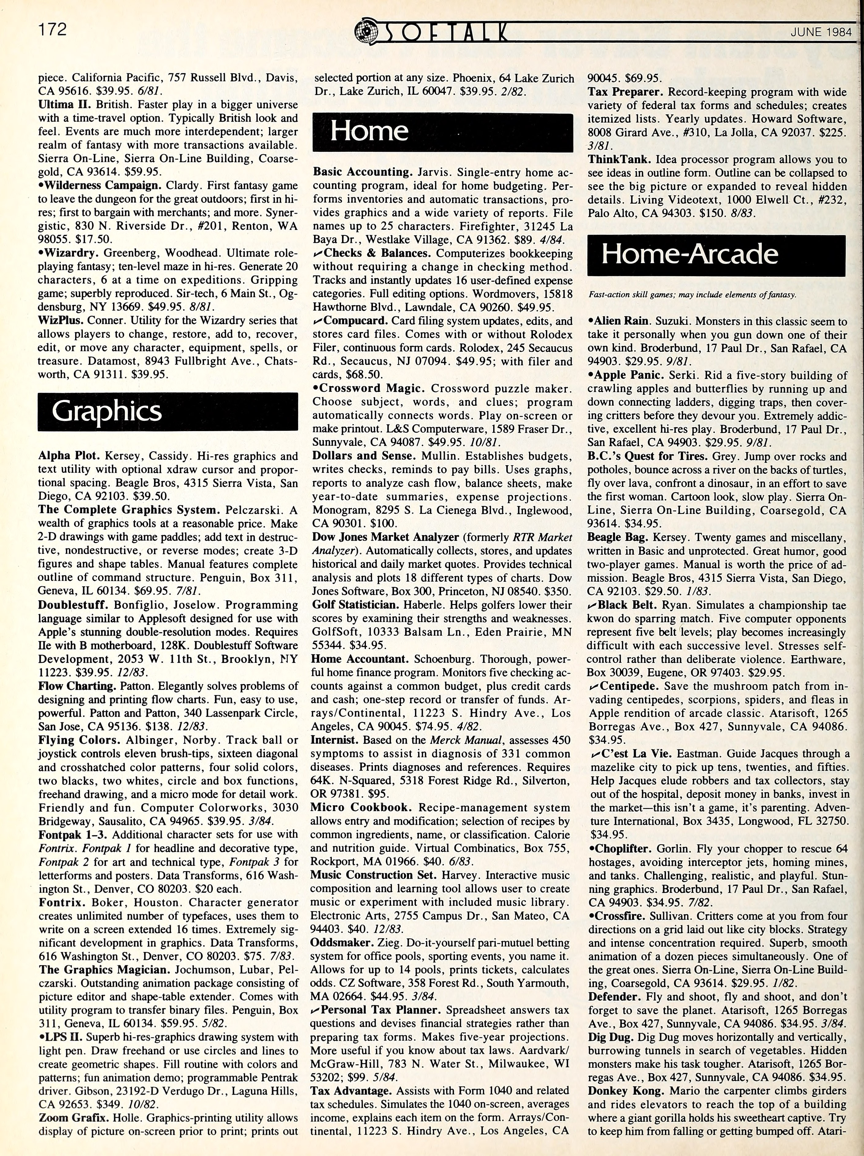 172
SOFTALK
JUNE 1984
piece. California Pacific, 757 Russell Blvd., Davis,
CA 95616. $39.95. 6/81.
Ultima II. British. Faster play in a bigger universe
with a time-travel option. Typically British look and
feel. Events are much more interdependent; larger
realm of fantasy with more transactions available.
Sierra On-Line, Sierra On-Line Building, Coarse-
gold, CA 93614. $59.95.
•Wilderness Campaign. Clardy. First fantasy game
to leave the dungeon for the great outdoors; first in hi-
res; first to bargain with merchants; and more. Syner-
gistic, 830 N. Riverside Dr., #201, Renton, WA
98055. $17.50.
•Wizardry. Greenberg, Woodhead. Ultimate role-
playing fantasy; ten-level maze in hi-res. Generate 20
characters, 6 at a time on expeditions. Gripping
game; superbly reproduced. Sir-tech, 6 Main St., Og-
densburg, NY 13669. $49.95. 8/81.
WizPlus. Conner. Utility for the Wizardry series that
allows players to change, restore, add to, recover,
edit, or move any character, equipment, spells, or
treasure. Datamost, 8943 Fullbright Ave., Chats-
worth, CA 91311. $39.95.
Graphics
Alpha Plot. Kersey, Cassidy. Hi-res graphics and
text utility with optional xdraw cursor and propor-
tional spacing. Beagle Bros, 4315 Sierra Vista, San
Diego, CA 92103. $39.50.
The Complete Graphics System. Pelczarski. A
wealth of graphics tools at a reasonable price. Make
2-D drawings with game paddles; add text in destruc-
tive, nondestructive, or reverse modes; create 3-D
figures and shape tables. Manual features complete
outline of command structure. Penguin, Box 311,
Geneva, IL 60134. $69.95. 7/81.
Doublestuff. Bonfiglio, Joselow. Programming
language similar to Applesoft designed for use with
Apple's stunning double-resolution modes. Requires
IIe with B motherboard, 128K. Doublestuff Software
Development, 2053 W. 11th St., Brooklyn, NY
11223. $39.95. 12/83.
Flow Charting. Patton. Elegantly solves problems of
designing and printing flow charts. Fun, easy to use,
powerful. Patton and Patton, 340 Lassenpark Circle,
San Jose, CA 95136. $138. 12/83.
Flying Colors. Albinger, Norby. Track ball or
joystick controls eleven brush-tips, sixteen diagonal
and crosshatched color patterns, four solid colors,
two blacks, two whites, circle and box functions,
freehand drawing, and a micro mode for detail work.
Friendly and fun. Computer Colorworks, 3030
Bridgeway, Sausalito, CA 94965. $39.95. 3/84.
Fontpak 1–3. Additional character sets for use with
Fontrix. Fontpak 1 for headline and decorative type,
Fontpak 2 for art and technical type, Fontpak 3 for
letterforms and posters. Data Transforms, 616 Wash-
ington St., Denver, CO 80203. $20 each.
Fontrix. Boker, Houston. Character generator
creates unlimited number of typefaces, uses them to
write on a screen extended 16 times. Extremely sig-
nificant development in graphics. Data Transforms,
616 Washington St., Denver, CO 80203. $75. 7/83.
The Graphics Magician. Jochumson, Lubar, Pel-
czarski. Outstanding animation package consisting of
picture editor and shape-table extender. Comes with
utility program to transfer binary files. Penguin, Box
311, Geneva, IL 60134. $59.95. 5/82.
•LPS II. Superb hi-res-graphics drawing system with
light pen. Draw freehand or use circles and lines to
create geometric shapes. Fill routine with colors and
patterns; fun animation demo; programmable Pentrak
driver. Gibson, 23192-D Verdugo Dr., Laguna Hills,
CA 92653. $349. 10/82.
Zoom Grafix. Holle. Graphics-printing utility allows
display of picture on-screen prior to print; prints out
selected portion at any size. Phoenix, 64 Lake Zurich
Dr., Lake Zurich, IL 60047. $39.95. 2/82.
Home
Basic Accounting. Jarvis. Single-entry home ac-
counting program, ideal for home budgeting. Per-
forms inventories and automatic transactions, pro-
vides graphics and a wide variety of reports. File
names up to 25 characters. Firefighter, 31245 La
Baya Dr., Westlake Village, CA 91362. $89. 4/84.
✓Checks & Balances. Computerizes bookkeeping
without requiring a change in checking method.
Tracks and instantly updates 16 user-defined expense
categories. Full editing options. Wordmovers, 15818
Hawthorne Blvd., Lawndale, CA 90260. $49.95.
✓Compucard. Card filing system updates, edits, and
stores card files. Comes with or without Rolodex
Filer, continuous form cards. Rolodex, 245 Secaucus
Rd., Secaucus, NJ 07094. $49.95; with filer and
cards, $68.50.
•Crossword Magic. Crossword puzzle maker.
Choose subject, words, and clues; program
automatically connects words. Play on-screen or
make printout. L&S Computerware, 1589 Fraser Dr.,
Sunnyvale, CA 94087. $49.95. 10/81.
Dollars and Sense. Mullin. Establishes budgets,
writes checks, reminds to pay bills. Uses graphs,
reports to analyze cash flow, balance sheets, make
year-to-date summaries, expense projections.
Monogram, 8295 S. La Cienega Blvd., Inglewood,
CA 90301. $100.
Dow Jones Market Analyzer (formerly RTR Market
Analyzer). Automatically collects, stores, and updates
historical and daily market quotes. Provides technical
analysis and plots 18 different types of charts. Dow
Jones Software, Box 300, Princeton, NJ 08540. $350.
Golf Statistician. Haberle. Helps golfers lower their
scores by examining their strengths and weaknesses.
GolfSoft, 10333 Balsam Ln., Eden Prairie, MN
55344. $34.95.
Home Accountant. Schoenburg. Thorough, power-
ful home finance program. Monitors five checking ac-
counts against a common budget, plus credit cards
and cash; one-step record or transfer of funds. Ar-
rays/Continental, 11223 S. Hindry Ave., Los
Angeles, CA 90045. $74.95. 4/82.
Internist. Based on the Merck Manual, assesses 450
symptoms to assist in diagnosis of 331 common
diseases. Prints diagnoses and references. Requires
64K. N-Squared, 5318 Forest Ridge Rd., Silverton,
OR 97381. $95.
Micro Cookbook. Recipe-management system
allows entry and modification; selection of recipes by
common ingredients, name, or classification. Calorie
and nutrition guide. Virtual Combinatics, Box 755,
Rockport, MA 01966. $40. 6/83.
Music Construction Set. Harvey. Interactive music
composition and learning tool allows user to create
music or experiment with included music library.
Electronic Arts, 2755 Campus Dr., San Mateo, CA
94403. $40. 12/83.
Oddsmaker. Zieg. Do-it-yourself pari-mutuel betting
system for office pools, sporting events, you name it.
Allows for up to 14 pools, prints tickets, calculates
odds. CZ Software, 358 Forest Rd., South Yarmouth,
MA 02664. $44.95. 3/84.
✓Personal Tax Planner. Spreadsheet answers tax
questions and devises financial strategies rather than
preparing tax forms. Makes five-year projections.
More useful if you know about tax laws. Aardvark/
McGraw-Hill, 783 N. Water St., Milwaukee, WI
53202; $99. 5/84.
Tax Advantage. Assists with Form 1040 and related
tax schedules. Simulates the 1040 on-screen, averages
income, explains each item on the form. Arrays/Con-
tinental, 11223 S. Hindry Ave., Los Angeles, CA
90045. $69.95.
Tax Preparer. Record-keeping program with wide
variety of federal tax forms and schedules; creates
itemized lists. Yearly updates. Howard Software,
8008 Girard Ave., #310, La Jolla, CA 92037. $225.
3/81.
ThinkTank. Idea processor program allows you to
see ideas in outline form. Outline can be collapsed to
see the big picture or expanded to reveal hidden
details. Living Videotext, 1000 Elwell Ct., #232,
Palo Alto, CA 94303. $150. 8/83.
Home-Arcade
Fast-action skill games; may include elements of fantasy.
•Alien Rain. Suzuki. Monsters in this classic seem to
take it personally when you gun down one of their
own kind. Broderbund, 17 Paul Dr., San Rafael, CA
94903. $29.95. 9/81.
•Apple Panic. Serki. Rid a five-story building of
crawling apples and butterflies by running up and
down connecting ladders, digging traps, then cover-
ing critters before they devour you. Extremely addic-
tive, excellent hi-res play. Broderbund, 17 Paul Dr.,
San Rafael, CA 94903. $29.95. 9/81.
B.C.'s Quest for Tires. Grey. Jump over rocks and
potholes, bounce across a river on the backs of turtles,
fly over lava, confront a dinosaur, in an effort to save
the first woman. Cartoon look, slow play. Sierra On-
Line, Sierra On-Line Building, Coarsegold, CA
93614. $34.95.
Beagle Bag. Kersey. Twenty games and miscellany,
written in Basic and unprotected. Great humor, good
two-player games. Manual is worth the price of ad-
mission. Beagle Bros, 4315 Sierra Vista, San Diego,
CA 92103. $29.50. 1/83.
✓Black Belt. Ryan. Simulates a championship tae
kwon do sparring match. Five computer opponents
represent five belt levels; play becomes increasingly
difficult with each successive level. Stresses self-
control rather than deliberate violence. Earthware,
Box 30039, Eugene, OR 97403. $29.95.
✓Centipede. Save the mushroom patch from in-
vading centipedes, scorpions, spiders, and fleas in
Apple rendition of arcade classic. Atarisoft, 1265
Borregas Ave., Box 427, Sunnyvale, CA 94086.
$34.95.
✓C'est La Vie. Eastman. Guide Jacques through a
mazelike city to pick up tens, twenties, and fifties.
Help Jacques elude robbers and tax collectors, stay
out of the hospital, deposit money in banks, invest in
the market—this isn't a game, it's parenting. Adven-
ture International, Box 3435, Longwood, FL 32750.
$34.95.
•Choplifter. Gorlin. Fly your chopper to rescue 64
hostages, avoiding interceptor jets, homing mines,
and tanks. Challenging, realistic, and playful. Stun-
ning graphics. Broderbund, 17 Paul Dr., San Rafael,
CA 94903. $34.95. 7/82.
•Crossfire. Sullivan. Critters come at you from four
directions on a grid laid out like city blocks. Strategy
and intense concentration required. Superb, smooth
animation of a dozen pieces simultaneously. One of
the great ones. Sierra On-Line, Sierra On-Line Build-
ing, Coarsegold, CA 93614. $29.95. 1/82.
Defender. Fly and shoot, fly and shoot, and don't
forget to save the planet. Atarisoft, 1265 Borregas
Ave., Box 427, Sunnyvale, CA 94086. $34.95. 3/84.
Dig Dug. Dig Dug moves horizontally and vertically,
burrowing tunnels in search of vegetables. Hidden
monsters make his task tougher. Atarisoft, 1265 Bor-
regas Ave., Box 427, Sunnyvale, CA 94086. $34.95.
Donkey Kong. Mario the carpenter climbs girders
and rides elevators to reach the top of a building
where a giant gorilla holds his sweetheart captive. Try
to keep him from falling or getting bumped off. Atari-